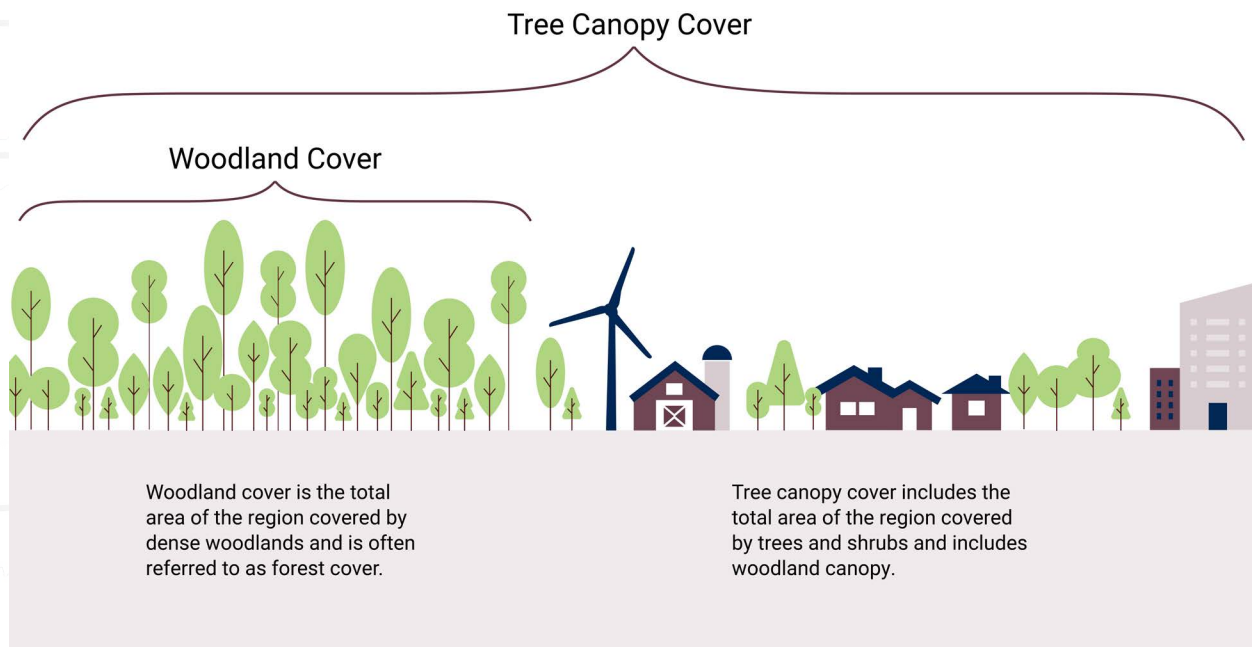 Tree Canopy Cover
Woodland Cover
Woodland cover is the total
area of the region covered by
dense woodlands and is often
referred to as forest cover.
Tree canopy cover includes the
total area of the region covered
by trees and shrubs and includes
woodland canopy.